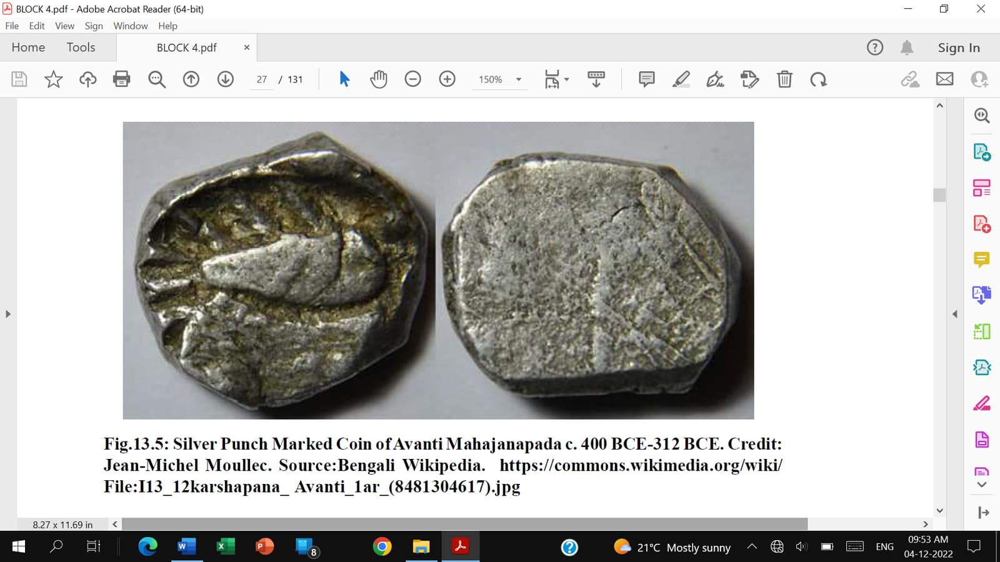 BLOCK 4.pdf - Adobe Acrobat Reader (64-bit)
File Edit View Sign Window Help
Home Tools BLOCK 4.pdf × Sign In
27 / 131 150%
Fig.13.5: Silver Punch Marked Coin of Avanti Mahajanapada c. 400 BCE-312 BCE. Credit:
Jean-Michel Moullec. Source:Bengali Wikipedia. https://commons.wikimedia.org/wiki/
File:I13_12karshapana_ Avanti_1ar_(8481304617).jpg
8.27 x 11.69 in
8 21°C Mostly sunny ENG 09:53 AM
04-12-2022